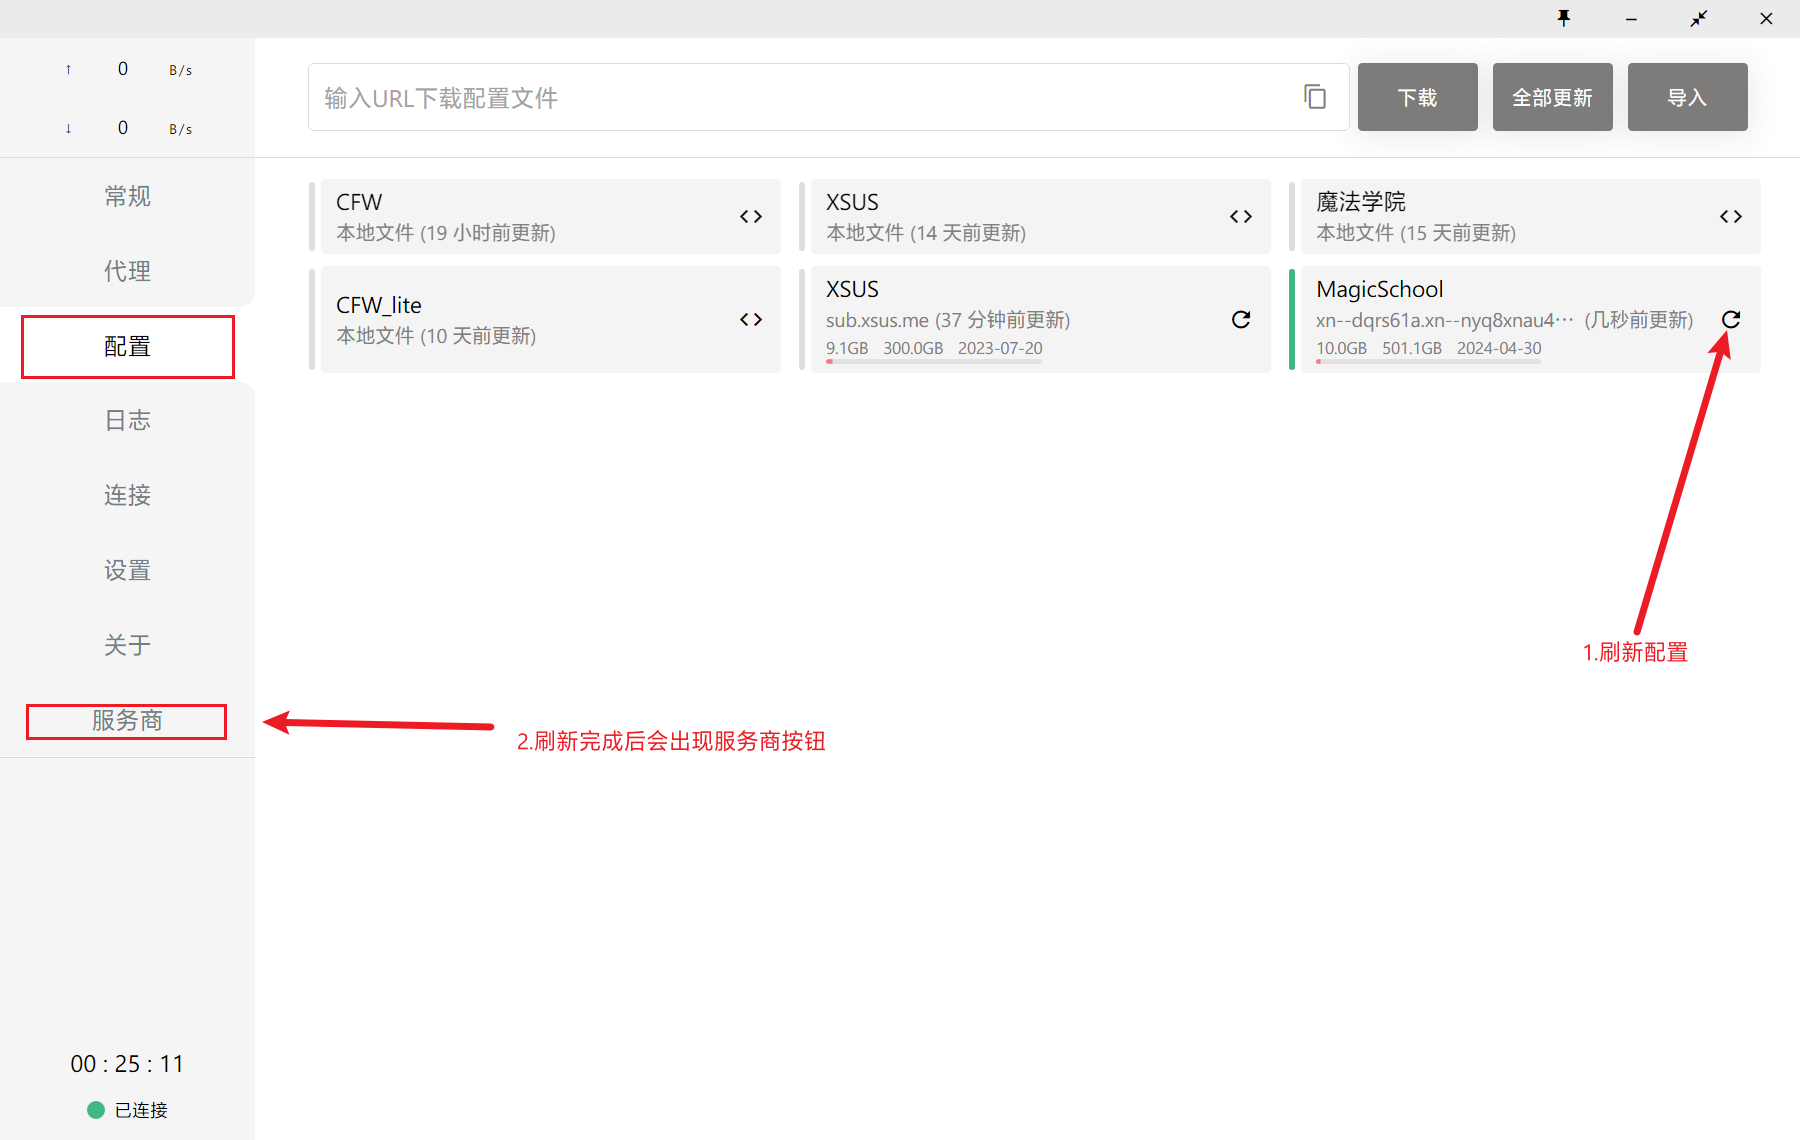 ↑ 0 B/s
↓ 0 B/s
常规
代理
配置
日志
连接
设置
关于
服务商
00 : 25 : 11
已连接
输入URL下载配置文件
下载
全部更新
导入
CFW
本地文件 (19 小时前更新)
XSUS
本地文件 (14 天前更新)
魔法学院
本地文件 (15 天前更新)
CFW_lite
本地文件 (10 天前更新)
XSUS
sub.xsus.me (37 分钟前更新)
9.1GB 300.0GB 2023-07-20
MagicSchool
xn--dqrs61a.xn--nyq8xnau4··· (几秒前更新)
10.0GB 501.1GB 2024-04-30
1.刷新配置
2.刷新完成后会出现服务商按钮